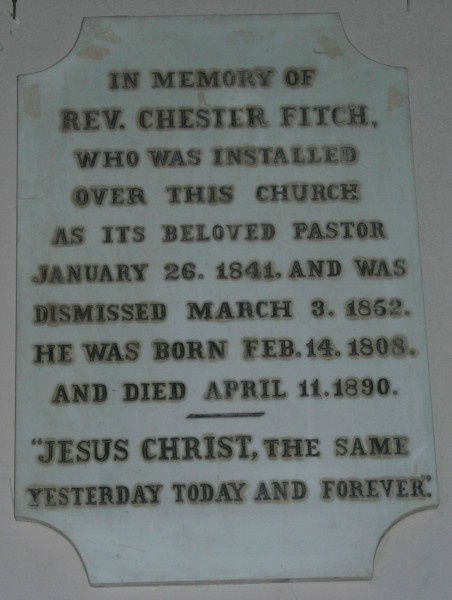 IN MEMORY OF
REV. CHESTER FITCH,
WHO WAS INSTALLED
OVER THIS CHURCH
AS ITS BELOVED PASTOR
JANUARY 26. 1841. AND WAS
DISMISSED MARCH 3. 1852.
HE WAS BORN FEB. 14. 1808.
AND DIED APRIL 11. 1890.
"JESUS CHRIST, THE SAME
YESTERDAY TODAY AND FOREVER."